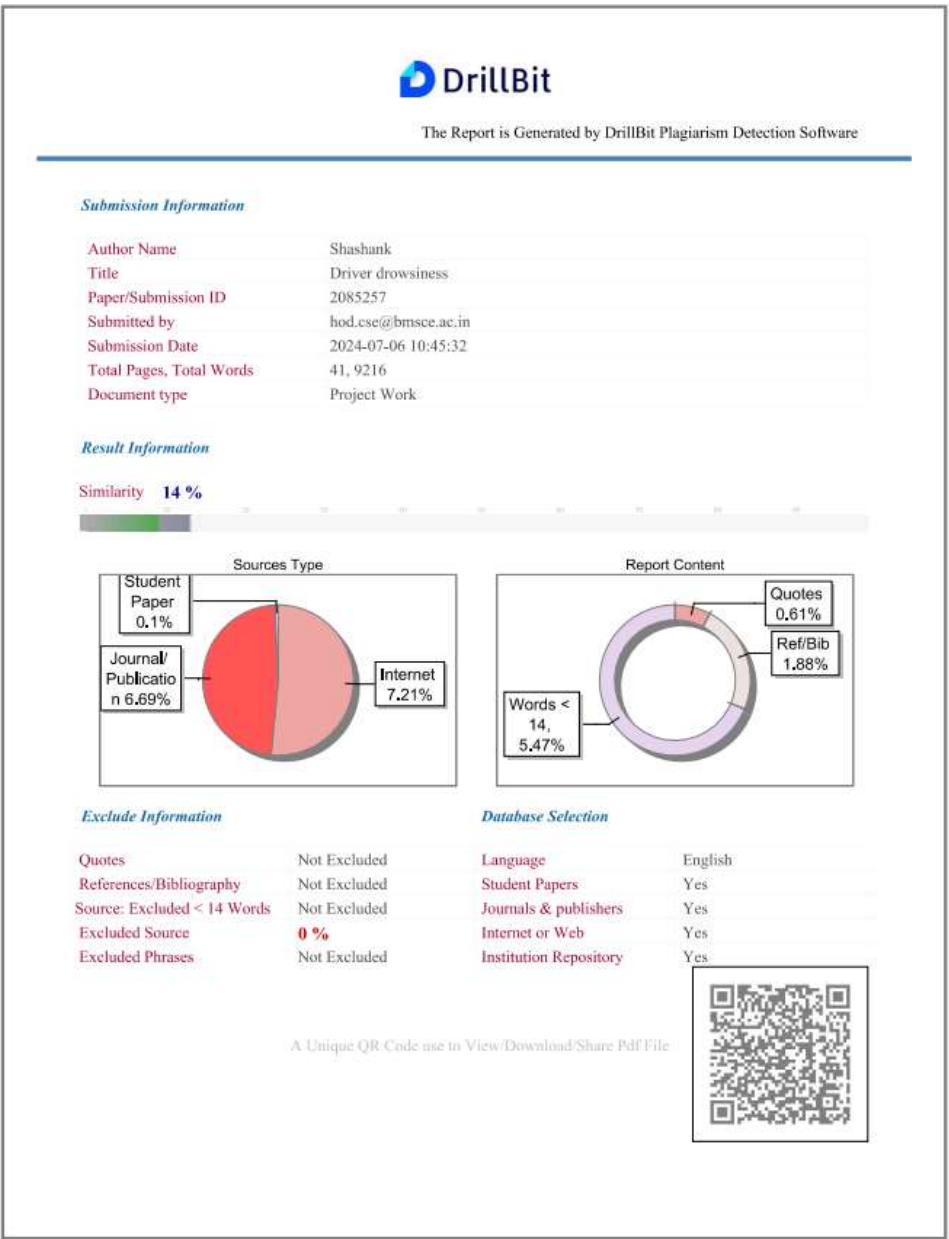 DrillBit
The Report is Generated by DrillBit Plagiarism Detection Software
Submission Information
Author Name Shashank
Title Driver drowsiness
Paper/Submission ID 2085257
Submitted by hod.cse@bmsce.ac.in
Submission Date 2024-07-06 10:45:32
Total Pages, Total Words 41, 9216
Document type Project Work
Result Information
Similarity 14 %
Sources Type
Student
Paper
0.1%
Journal/
Publicatio
n 6.69%
Internet
7.21%
Report Content
Quotes
0.61%
Ref/Bib
1.88%
Words <
14,
5.47%
Exclude Information
Quotes Not Excluded
References/Bibliography Not Excluded
Source: Excluded < 14 Words Not Excluded
Excluded Source 0 %
Excluded Phrases Not Excluded
Database Selection
Language English
Student Papers Yes
Journals & publishers Yes
Internet or Web Yes
Institution Repository Yes
A Unique QR Code use to View/Download/Share Pdf File